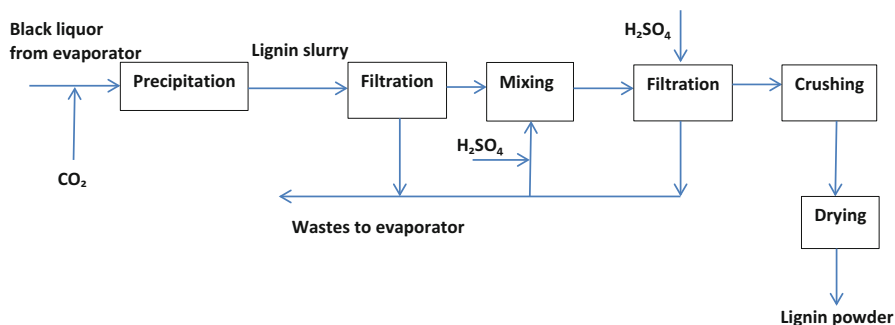 Black liquor
from evaporator
Lignin slurry
H₂SO₄
Precipitation
Filtration
Mixing
Filtration
Crushing
H₂SO₄
CO₂
Drying
Wastes to evaporator
Lignin powder